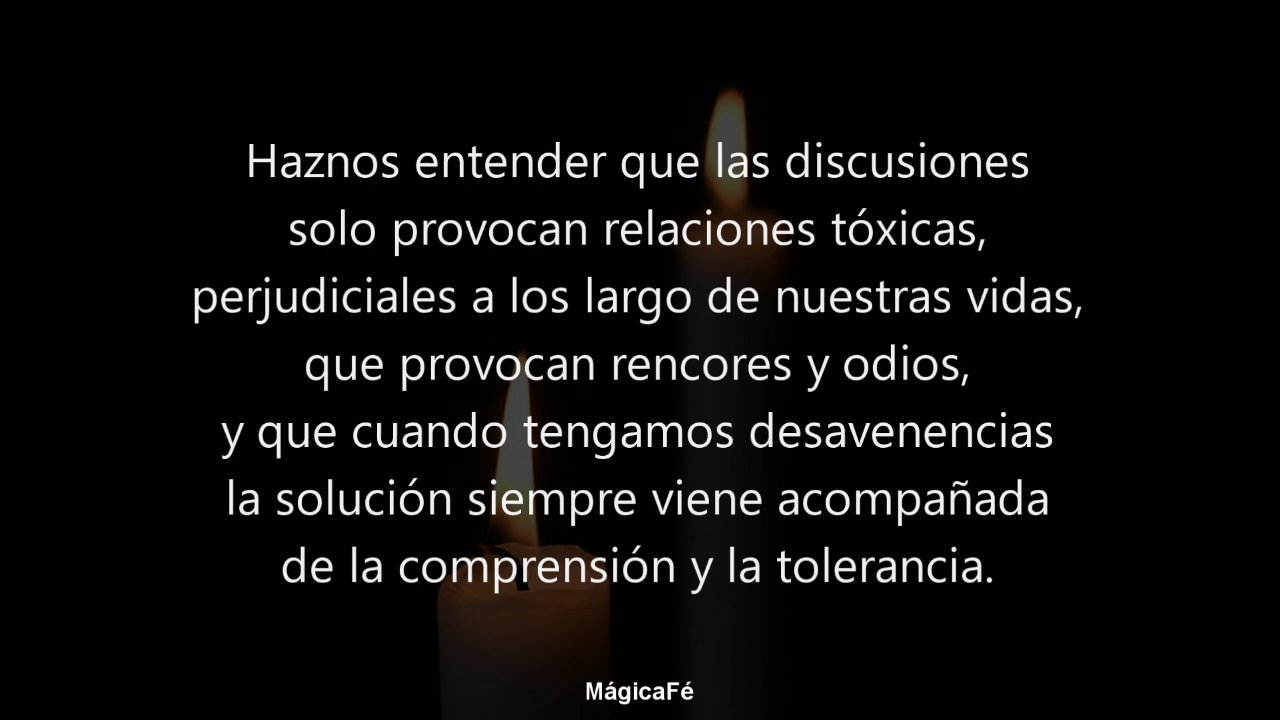 Haznos entender que las discusiones
solo provocan relaciones tóxicas,
perjudiciales a los largo de nuestras vidas,
que provocan rencores y odios,
y que cuando tengamos desavenencias
la solución siempre viene acompañada
de la comprensión y la tolerancia.
MágicaFé